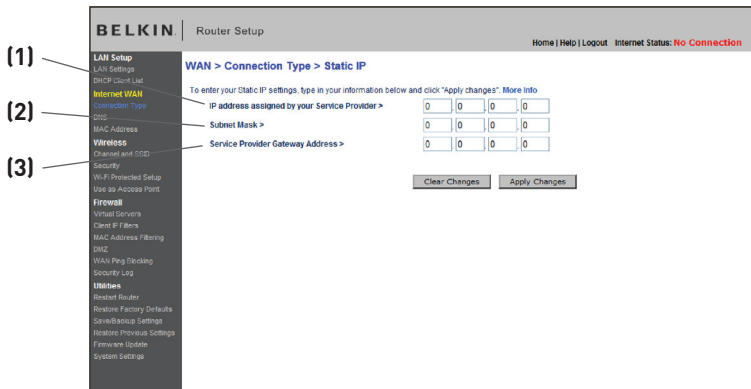 BELKIN. Router Setup
Home | Help | Logout Internet Status: No Connection
(1)
(2)
(3)
LAN Setup
LAN Settings
DHCP Client List
Internet WAN
Connection Type
DNS
MAC Address
Wireless
Channel and SSID
Security
Wi-Fi Protected Setup
Use as Access Point
Firewall
Virtual Servers
Client IP Filters
MAC Address Filtering
DMZ
WAN Ping Blocking
Security Log
Utilities
Restart Router
Restore Factory Defaults
Save/Backup Settings
Restore Previous Settings
Firmware Update
System Settings
WAN > Connection Type > Static IP
To enter your Static IP settings, type in your information below and click "Apply changes". More Info
IP address assigned by your Service Provider > 0 . 0 . 0 . 0
Subnet Mask > 0 . 0 . 0 . 0
Service Provider Gateway Address > 0 . 0 . 0 . 0
Clear Changes Apply Changes